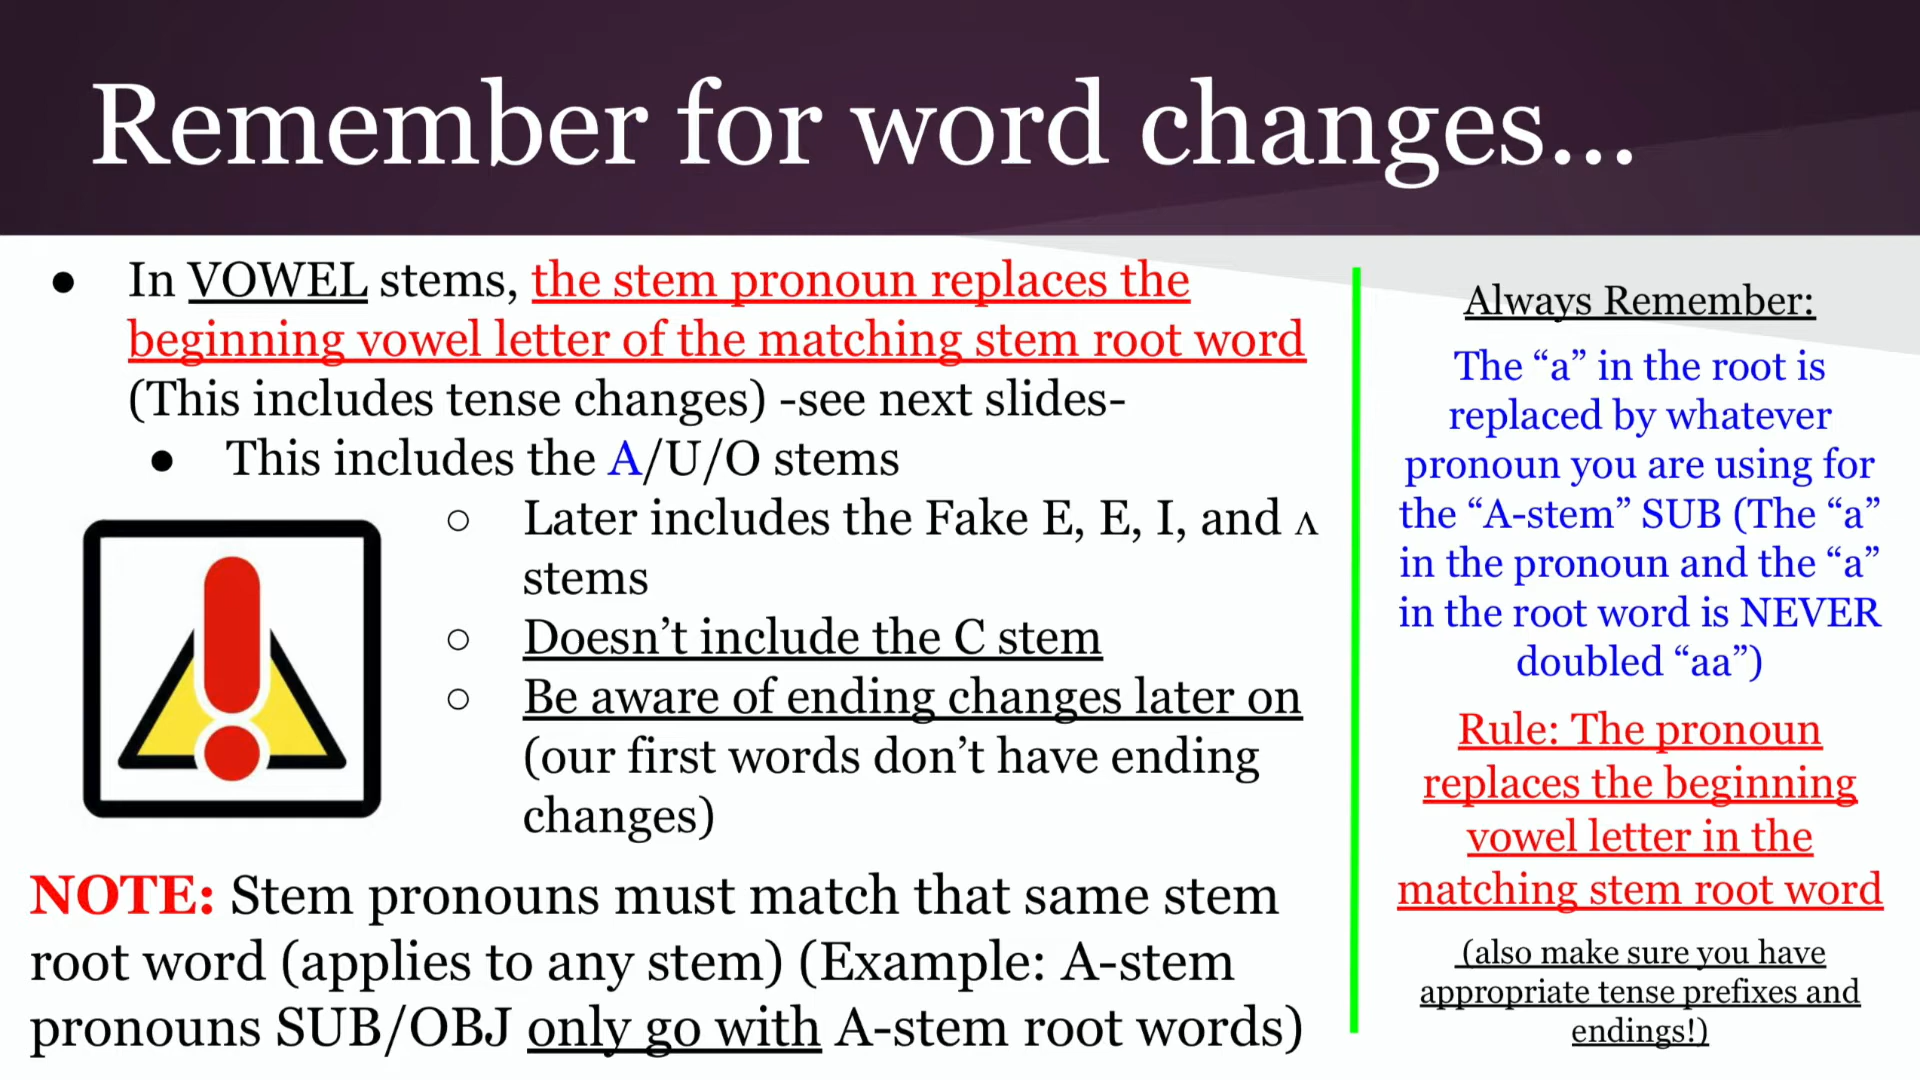 Remember for word changes...
● In VOWEL stems, the stem pronoun replaces the
beginning vowel letter of the matching stem root word
(This includes tense changes) -see next slides-
● This includes the A/U/O stems
○ Later includes the Fake E, E, I, and ʌ
stems
○ Doesn’t include the C stem
○ Be aware of ending changes later on
(our first words don’t have ending
changes)
NOTE: Stem pronouns must match that same stem
root word (applies to any stem) (Example: A-stem
pronouns SUB/OBJ only go with A-stem root words)
Always Remember:
The “a” in the root is
replaced by whatever
pronoun you are using for
the “A-stem” SUB (The “a”
in the pronoun and the “a”
in the root word is NEVER
doubled “aa”)
Rule: The pronoun
replaces the beginning
vowel letter in the
matching stem root word
(also make sure you have
appropriate tense prefixes and
endings!)